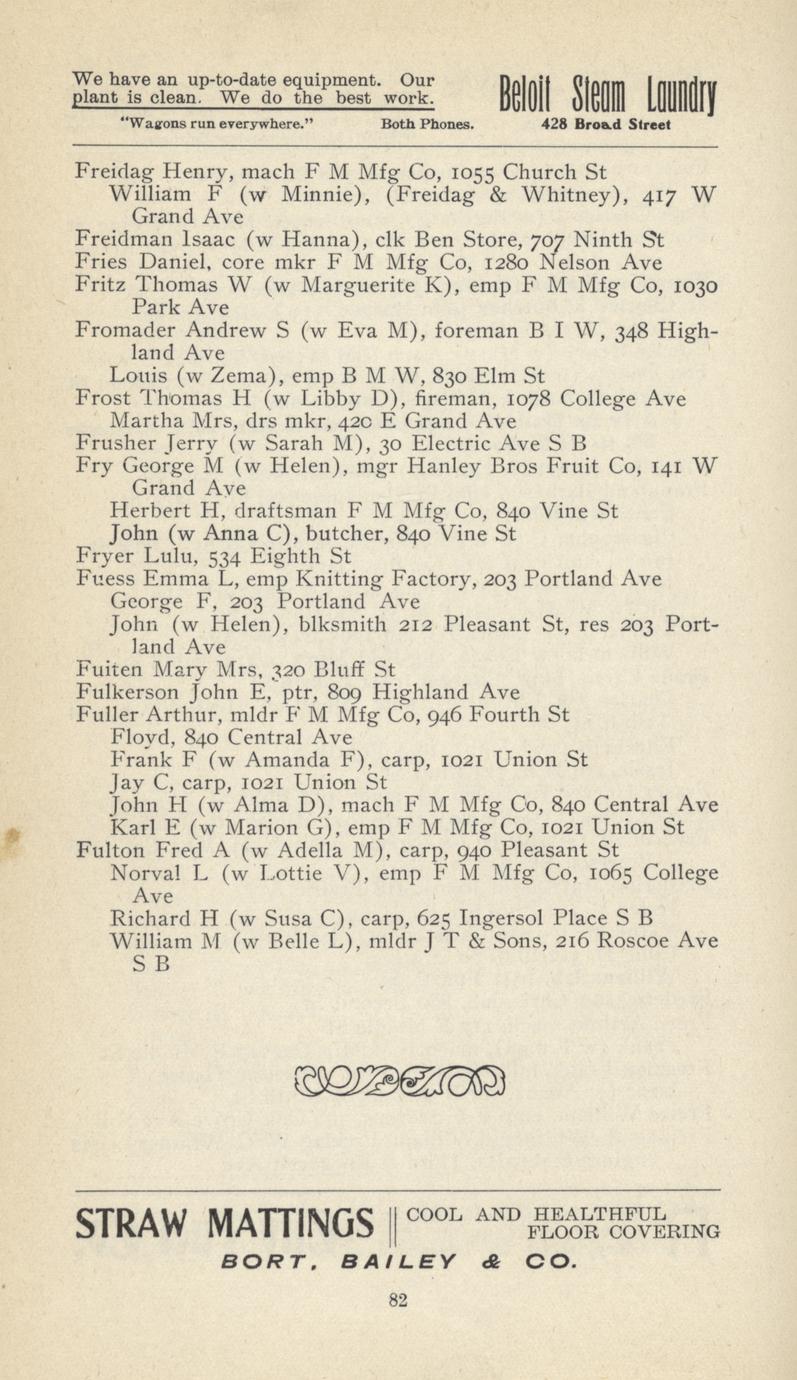 We have an up-to-date equipment. Our
plant is clean. We do the best work.
"Wagons run everywhere." Both Phones.
Beloit Steam Laundry
428 Broad Street
Freidag Henry, mach F M Mfg Co, 1055 Church St
William F (w Minnie), (Freidag & Whitney), 417 W
Grand Ave
Freidman Isaac (w Hanna), clk Ben Store, 707 Ninth St
Fries Daniel, core mkr F M Mfg Co, 1280 Nelson Ave
Fritz Thomas W (w Marguerite K), emp F M Mfg Co, 1030
Park Ave
Fromader Andrew S (w Eva M), foreman B I W, 348 High-
land Ave
Louis (w Zema), emp B M W, 830 Elm St
Frost Thomas H (w Libby D), fireman, 1078 College Ave
Martha Mrs, drs mkr, 420 E Grand Ave
Frusher Jerry (w Sarah M), 30 Electric Ave S B
Fry George M (w Helen), mgr Hanley Bros Fruit Co, 141 W
Grand Ave
Herbert H, draftsman F M Mfg Co, 840 Vine St
John (w Anna C), butcher, 840 Vine St
Fryer Lulu, 534 Eighth St
Fuess Emma L, emp Knitting Factory, 203 Portland Ave
George F, 203 Portland Ave
John (w Helen), blksmith 212 Pleasant St, res 203 Port-
land Ave
Fuiten Mary Mrs, 320 Bluff St
Fulkerson John E, ptr, 809 Highland Ave
Fuller Arthur, mldr F M Mfg Co, 946 Fourth St
Floyd, 840 Central Ave
Frank F (w Amanda F), carp, 1021 Union St
Jay C, carp, 1021 Union St
John H (w Alma D), mach F M Mfg Co, 840 Central Ave
Karl E (w Marion G), emp F M Mfg Co, 1021 Union St
Fulton Fred A (w Adella M), carp, 940 Pleasant St
Norval L (w Lottie V), emp F M Mfg Co, 1065 College
Ave
Richard H (w Susa C), carp, 625 Ingersol Place S B
William M (w Belle L), mldr J T & Sons, 216 Roscoe Ave
S B
STRAW MATTINGS
COOL AND HEALTHFUL
FLOOR COVERING
BORT, BAILEY & CO.
82